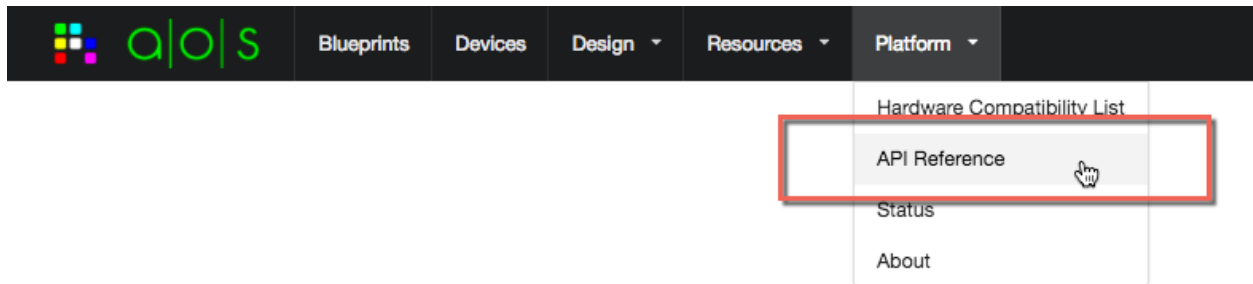 a|o|s Blueprints Devices Design Resources Platform
Hardware Compatibility List
API Reference
Status
About